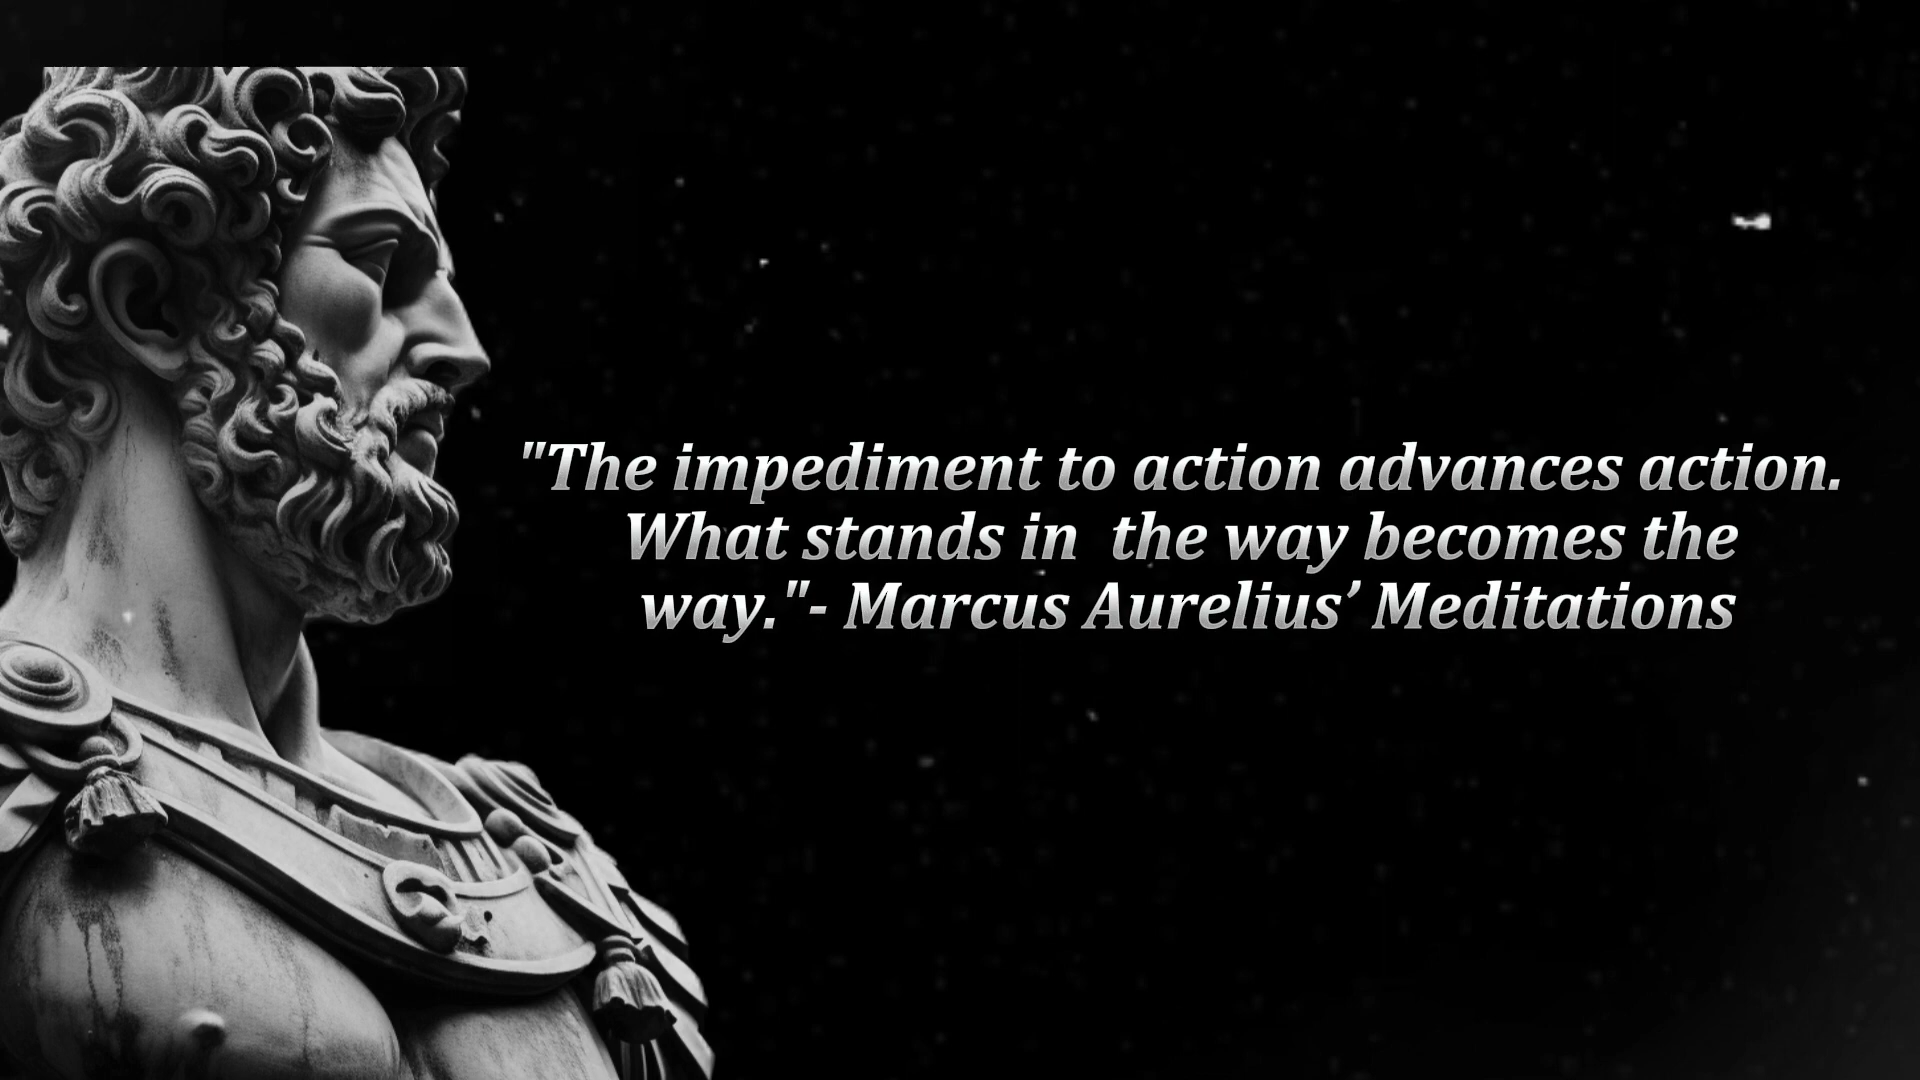 "The impediment to action advances action.
What stands in  the way becomes the
way."- Marcus Aurelius’ Meditations